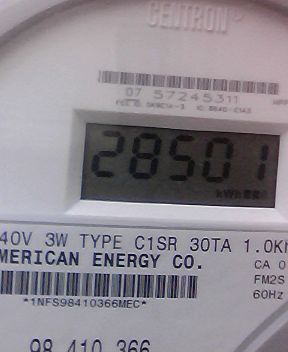 CENTRON®
07 57245311
28501
kWh
40V 3W TYPE C1SR 30TA 1.0K
MERICAN ENERGY CO.
CA 0
FM2S
60Hz
*1NFS98410366MEC*
98 410 366